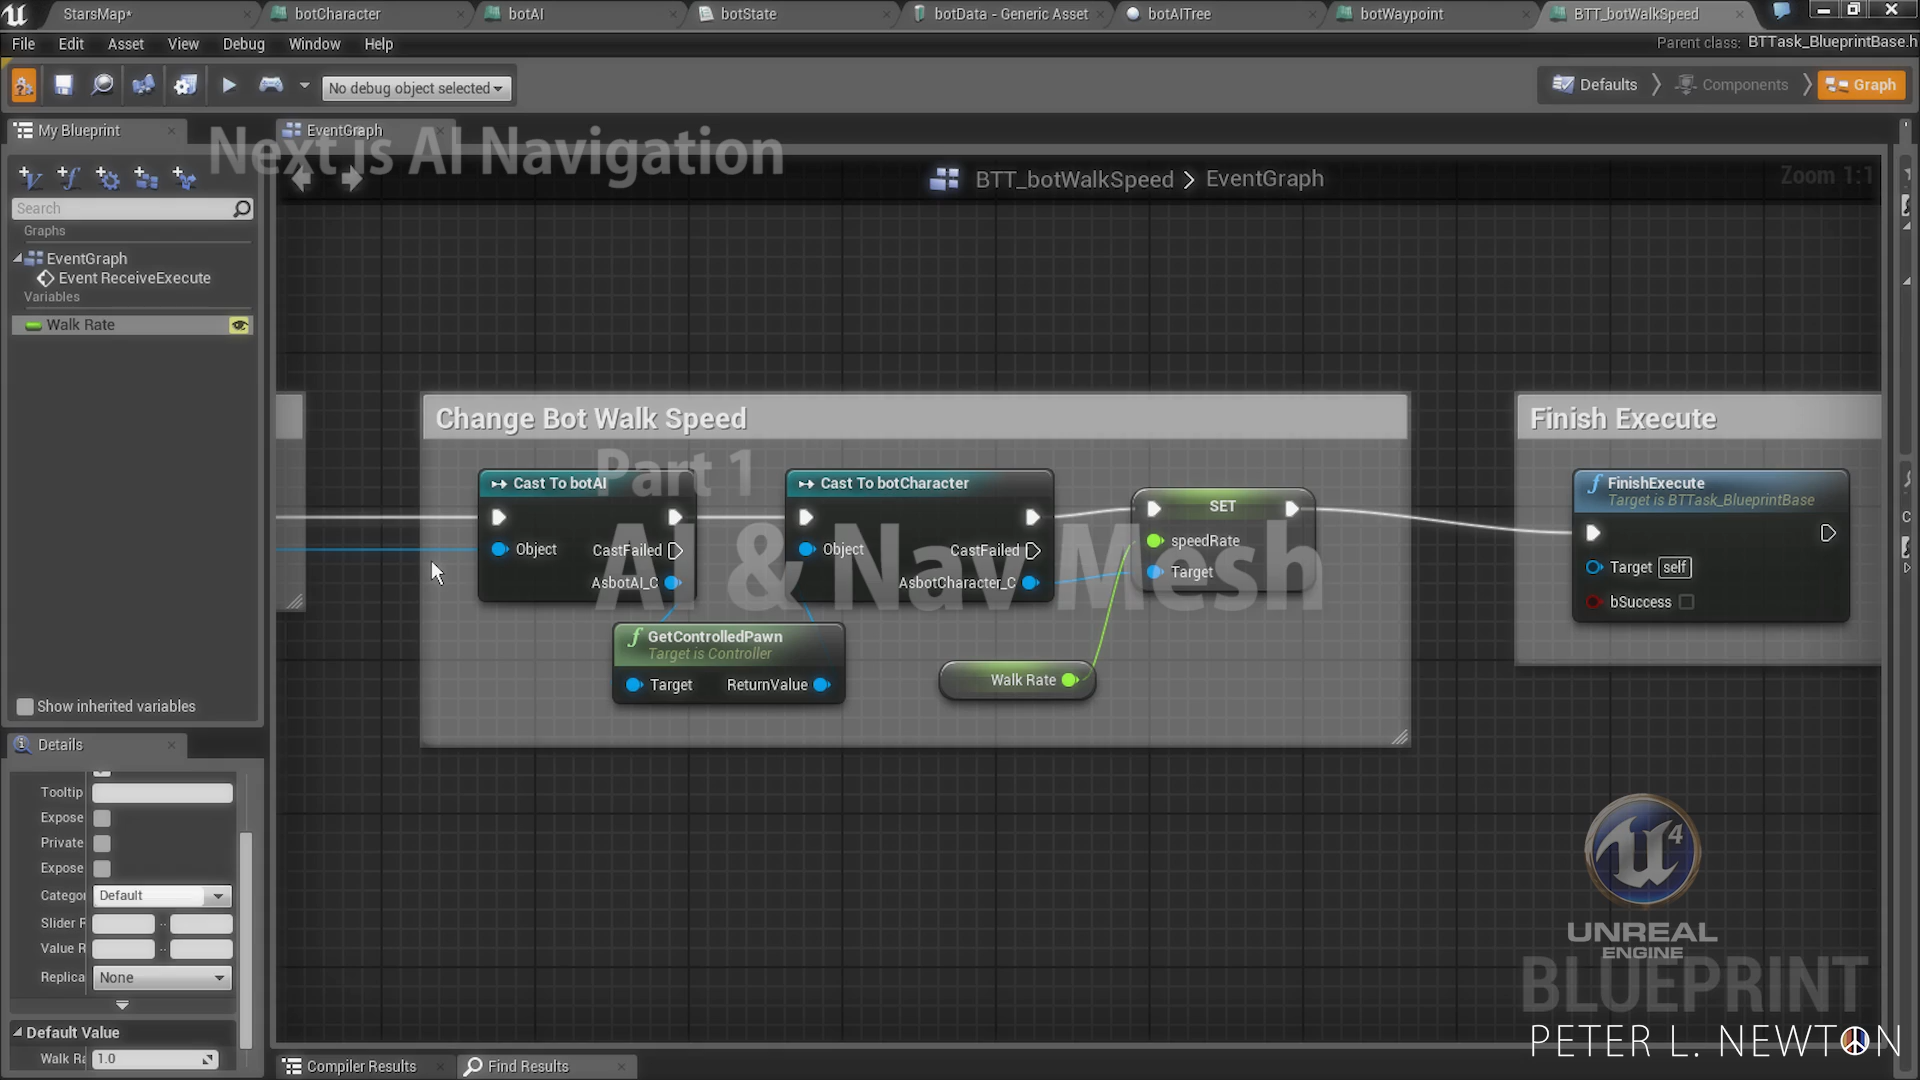 StarsMap*
botCharacter
botAI
botState
botData - Generic Asset
botAITree
botWaypoint
BTT_botWalkSpeed
File Edit Asset View Debug Window Help
Parent class: BTTask_BlueprintBase.h
No debug object selected
Defaults
Components
Graph
My Blueprint
EventGraph
Next is AI Navigation
BTT_botWalkSpeed > EventGraph
Zoom 1:1
Search
Graphs
EventGraph
Event ReceiveExecute
Variables
Walk Rate
Show inherited variables
Change Bot Walk Speed
Part 1
AI & Nav Mesh
Cast To botAI
Object
CastFailed
AsbotAI_C
Cast To botCharacter
Object
CastFailed
AsbotCharacter_C
SET
speedRate
Target
GetControlledPawn
Target is Controller
Target
ReturnValue
Walk Rate
Finish Execute
FinishExecute
Target is BTTask_BlueprintBase
Target self
bSuccess
Details
Tooltip
Expose
Private
Expose
Catego Default
Slider R
Value R
Replica None
Default Value
Walk Ra 1.0
Compiler Results
Find Results
4
UNREAL
ENGINE
BLUEPRINT
PETER L. NEWTON